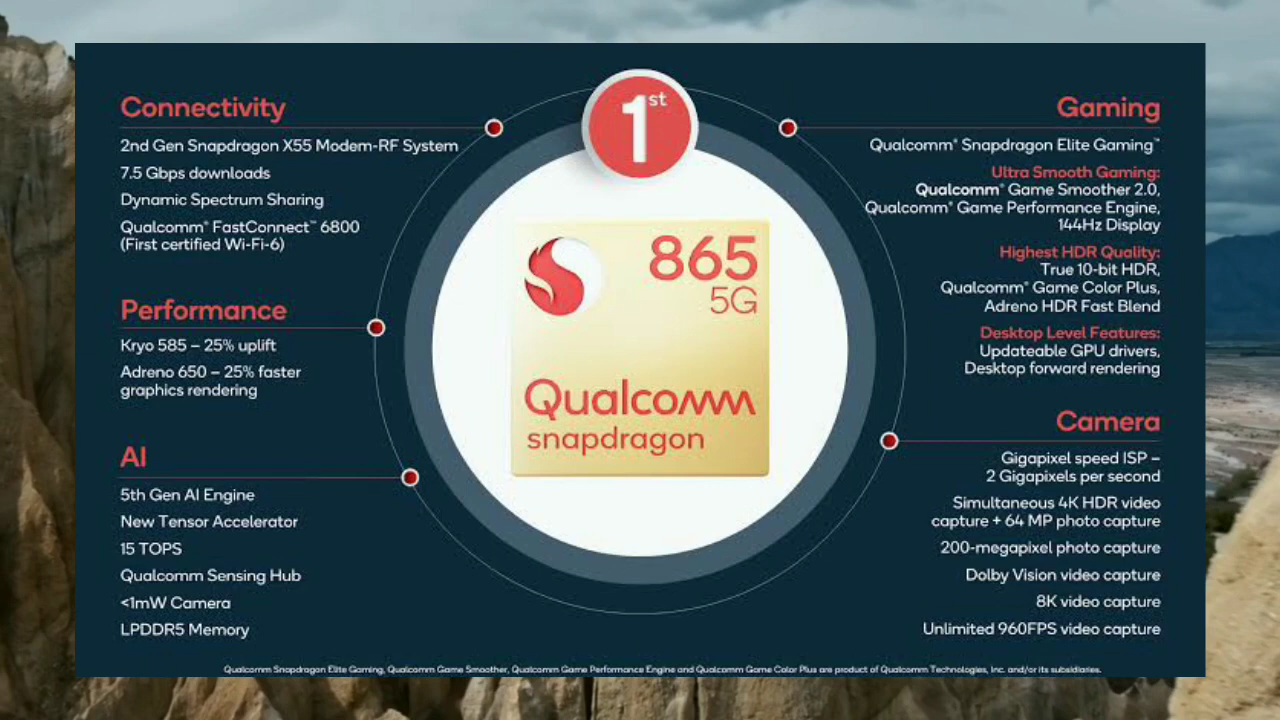 1st
Connectivity
2nd Gen Snapdragon X55 Modem-RF System
7.5 Gbps downloads
Dynamic Spectrum Sharing
Qualcomm® FastConnect™ 6800
(First certified Wi-Fi-6)
Performance
Kryo 585 – 25% uplift
Adreno 650 – 25% faster
graphics rendering
AI
5th Gen AI Engine
New Tensor Accelerator
15 TOPS
Qualcomm Sensing Hub
<1mW Camera
LPDDR5 Memory
865
5G
Qualcomm
snapdragon
Gaming
Qualcomm® Snapdragon Elite Gaming™
Ultra Smooth Gaming:
Qualcomm® Game Smoother 2.0,
Qualcomm® Game Performance Engine,
144Hz Display
Highest HDR Quality:
True 10-bit HDR,
Qualcomm® Game Color Plus,
Adreno HDR Fast Blend
Desktop Level Features:
Updateable GPU drivers,
Desktop forward rendering
Camera
Gigapixel speed ISP –
2 Gigapixels per second
Simultaneous 4K HDR video
capture + 64 MP photo capture
200-megapixel photo capture
Dolby Vision video capture
8K video capture
Unlimited 960FPS video capture
Qualcomm Snapdragon Elite Gaming, Qualcomm Game Smoother, Qualcomm Game Performance Engine and Qualcomm Game Color Plus are product of Qualcomm Technologies, Inc. and/or its subsidiaries.